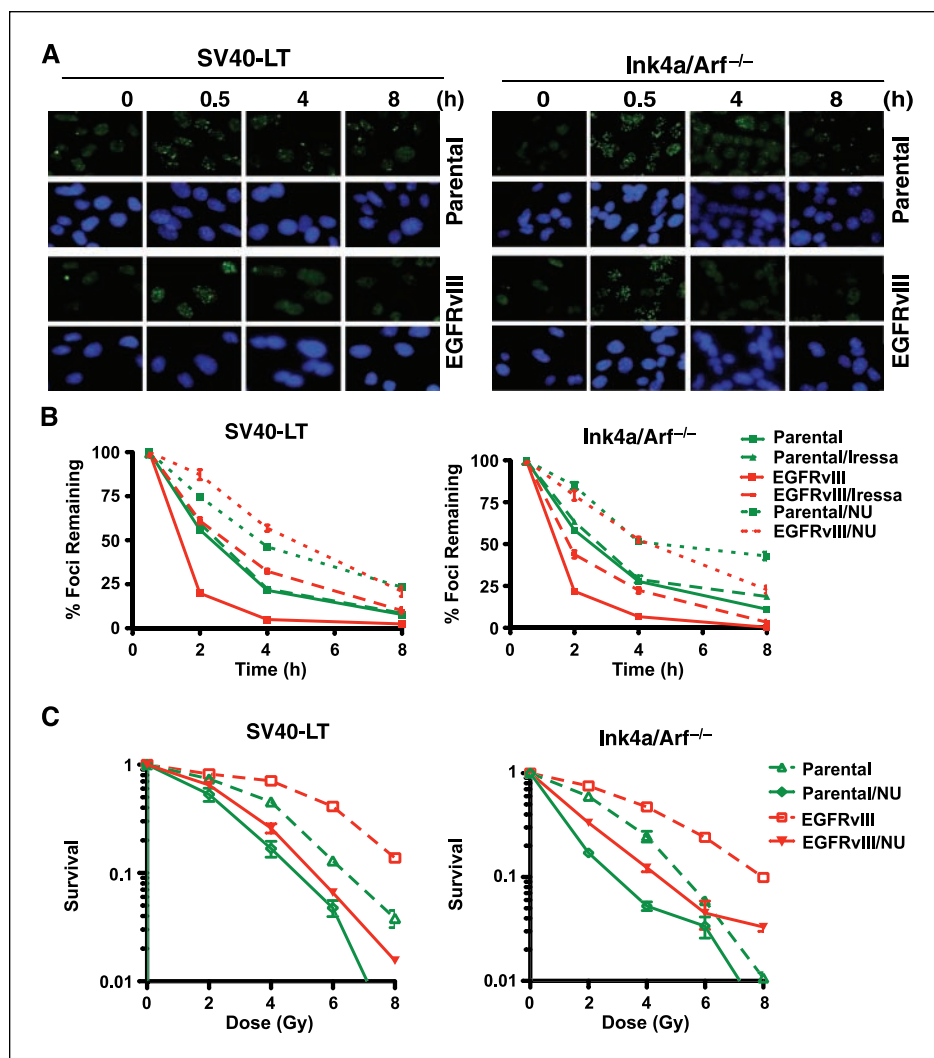 A
SV40-LT
Ink4a/Arf–/–
0 0.5 4 8 (h)
0 0.5 4 8 (h)
Parental
EGFRvIII
Parental
EGFRvIII
B
SV40-LT
Ink4a/Arf–/–
% Foci Remaining
100
75
50
25
0
0 2 4 6 8
Time (h)
% Foci Remaining
100
75
50
25
0
0 2 4 6 8
Time (h)
Parental
Parental/Iressa
EGFRvIII
EGFRvIII/Iressa
Parental/NU
EGFRvIII/NU
C
SV40-LT
Ink4a/Arf–/–
Survival
1
0.1
0.01
0 2 4 6 8
Dose (Gy)
Survival
1
0.1
0.01
0 2 4 6 8
Dose (Gy)
Parental
Parental/NU
EGFRvIII
EGFRvIII/NU